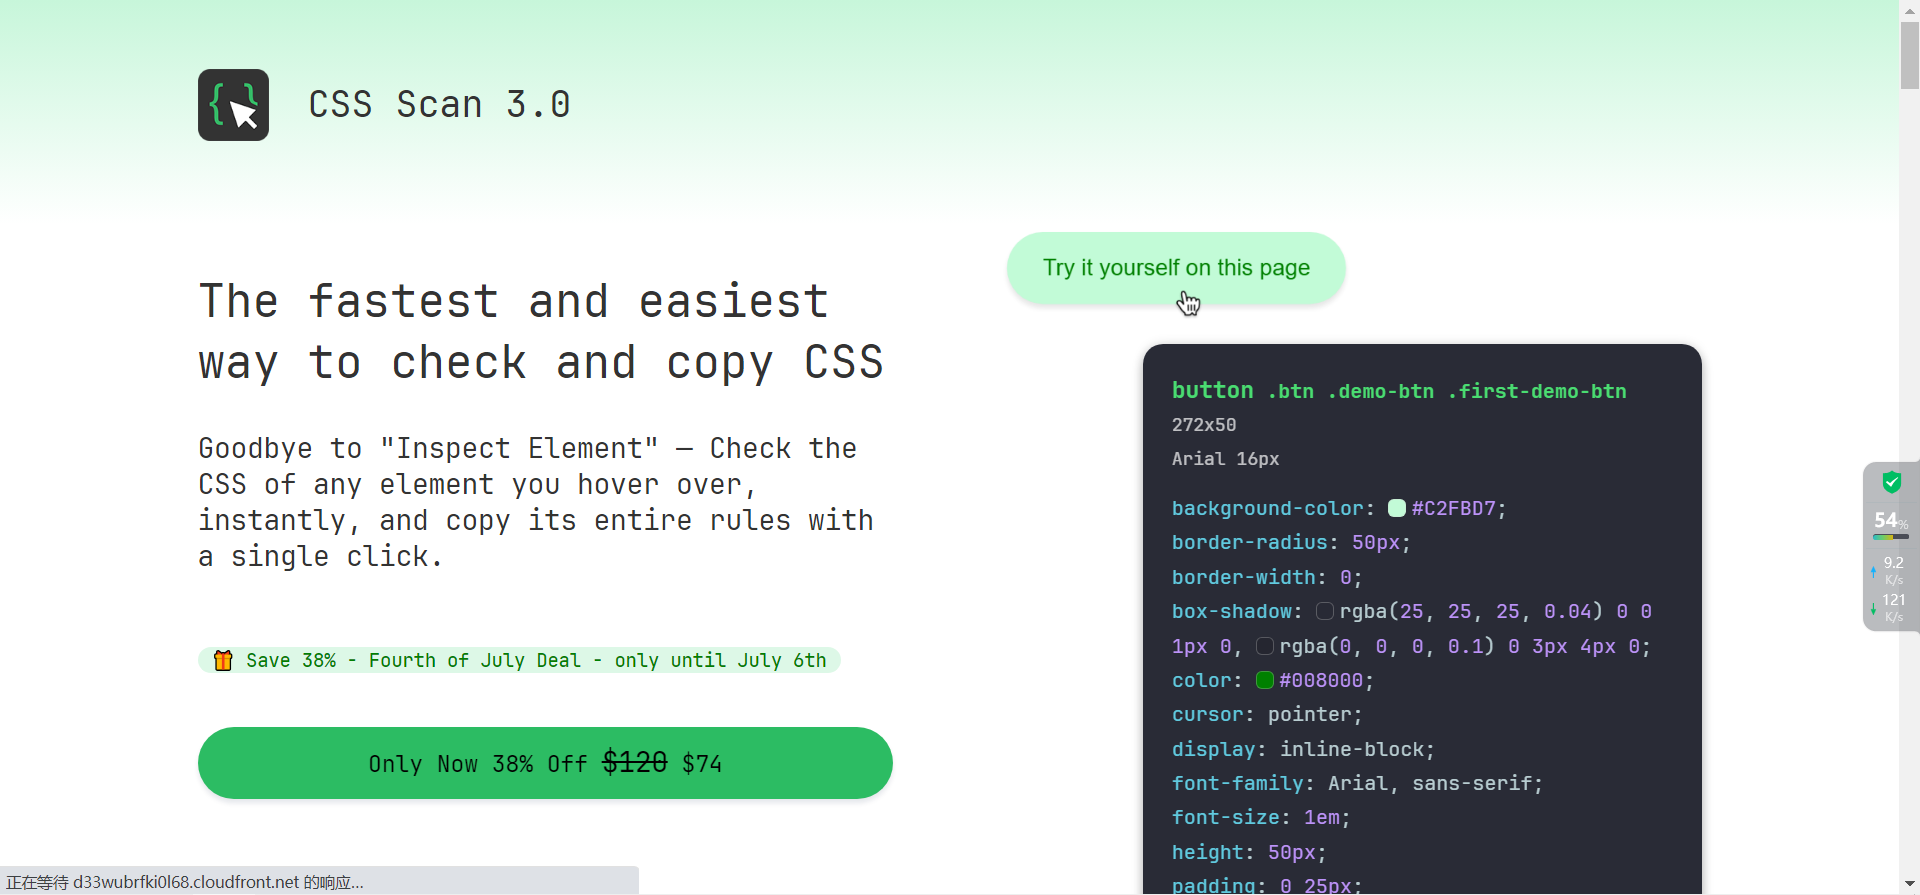 CSS Scan 3.0
Try it yourself on this page
The fastest and easiest
way to check and copy CSS
Goodbye to "Inspect Element" — Check the
CSS of any element you hover over,
instantly, and copy its entire rules with
a single click.
Save 38% - Fourth of July Deal - only until July 6th
Only Now 38% Off $120 $74
button .btn .demo-btn .first-demo-btn
272x50
Arial 16px
background-color: #C2FBD7;
border-radius: 50px;
border-width: 0;
box-shadow: rgba(25, 25, 25, 0.04) 0 0
1px 0, rgba(0, 0, 0, 0.1) 0 3px 4px 0;
color: #008000;
cursor: pointer;
display: inline-block;
font-family: Arial, sans-serif;
font-size: 1em;
height: 50px;
padding: 0 25px;
54%
9.2
K/s
121
K/s
正在等待 d33wubrfki0l68.cloudfront.net 的响应...